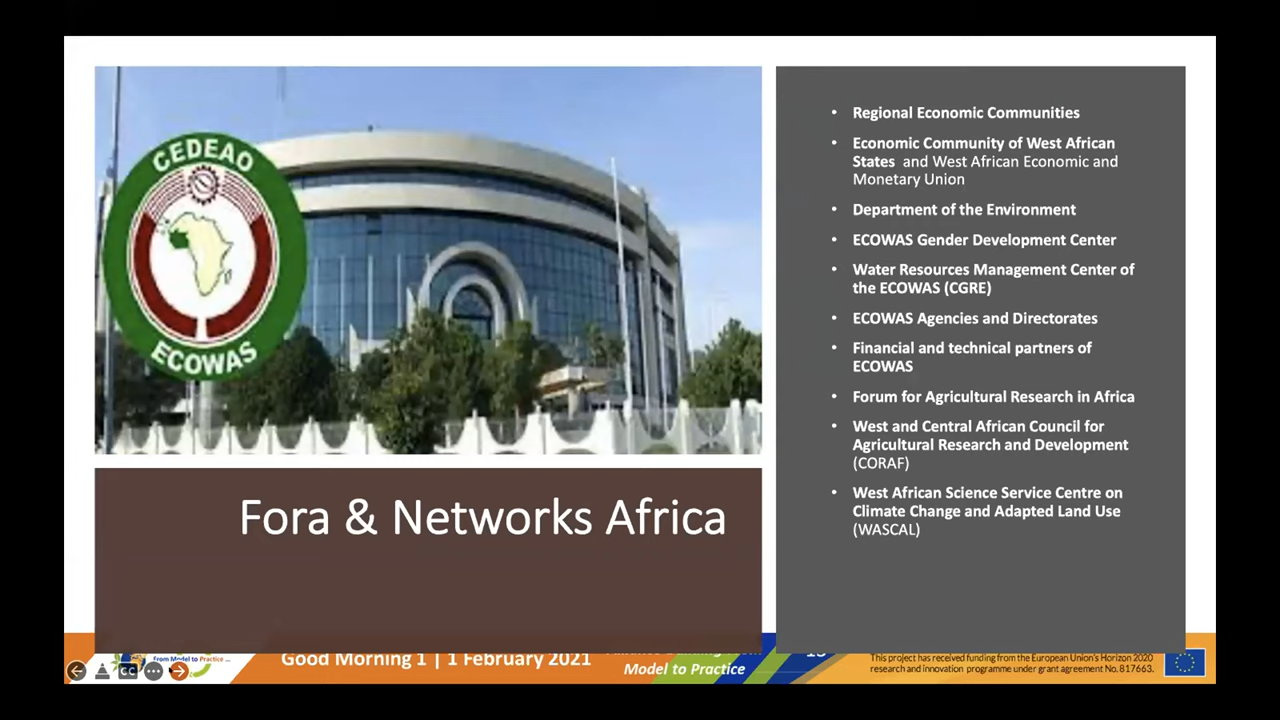 CEDEAO
ECOWAS
Fora & Networks Africa
• Regional Economic Communities
• Economic Community of West African
States and West African Economic and
Monetary Union
• Department of the Environment
• ECOWAS Gender Development Center
• Water Resources Management Center of
the ECOWAS (CGRE)
• ECOWAS Agencies and Directorates
• Financial and technical partners of
ECOWAS
• Forum for Agricultural Research in Africa
• West and Central African Council for
Agricultural Research and Development
(CORAF)
• West African Science Service Centre on
Climate Change and Adapted Land Use
(WASCAL)
From Model to Practice ...
CC
Good Morning 1 | 1 February 2021
Model to Practice
This project has received funding from the European Union's Horizon 2020
research and innovation programme under grant agreement No. 817663.